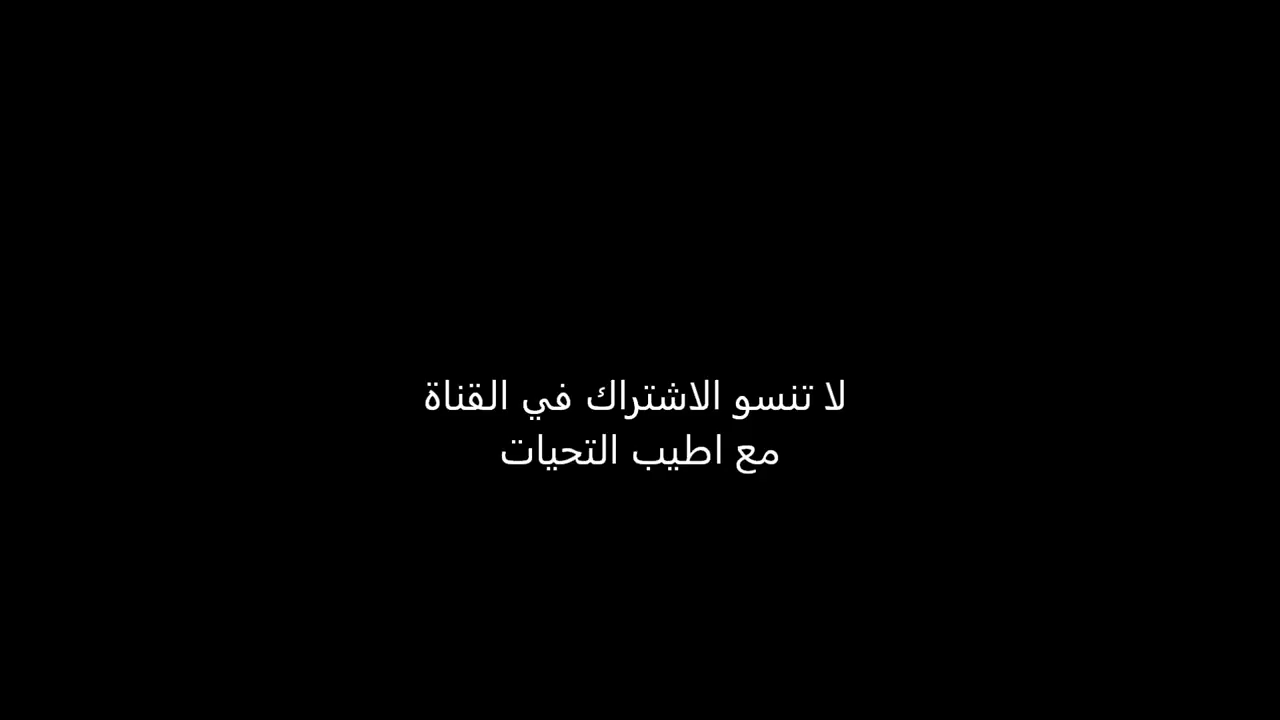 لا تنسو الاشتراك في القناة
مع اطيب التحيات